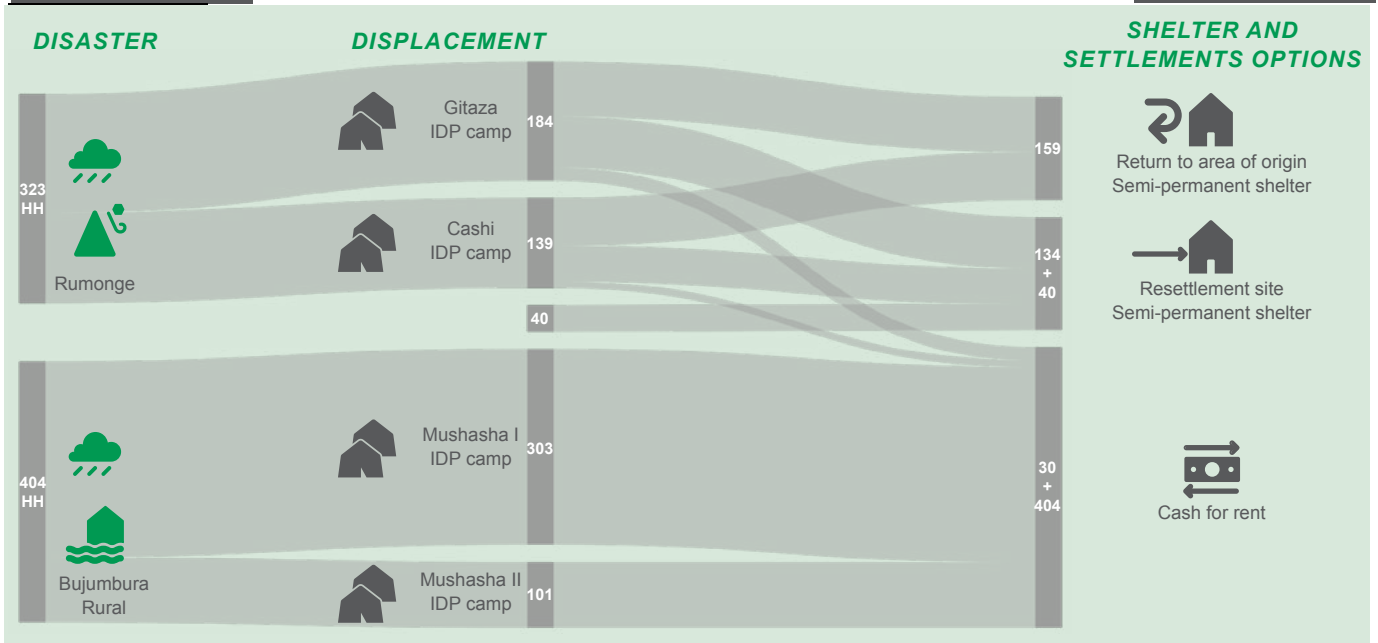 DISASTER
DISPLACEMENT
SHELTER AND
SETTLEMENTS OPTIONS
323
HH
Rumonge
Gitaza
IDP camp
184
Cashi
IDP camp
139
40
159
Return to area of origin
Semi-permanent shelter
134
+
40
Resettlement site
Semi-permanent shelter
404
HH
Bujumbura
Rural
Mushasha I
IDP camp
303
Mushasha II
IDP camp
101
30
+
404
Cash for rent